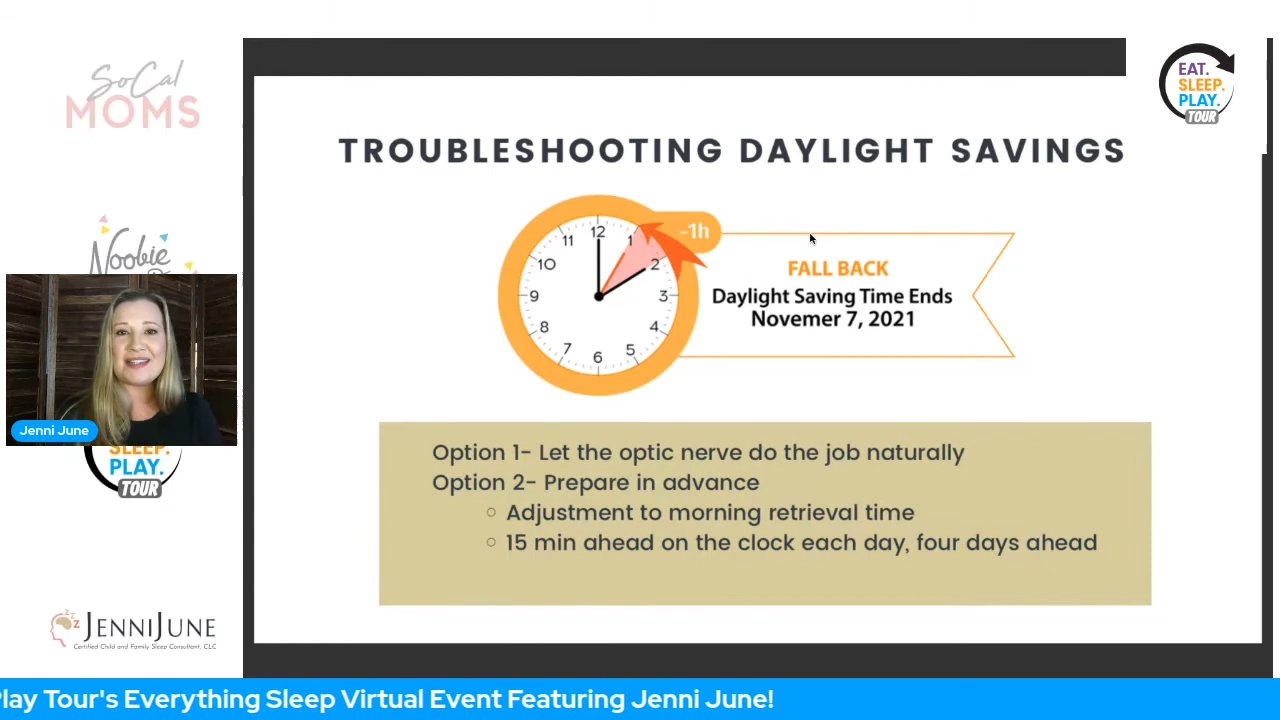 SoCal
MOMS
EAT.
SLEEP.
PLAY.
TOUR
TROUBLESHOOTING DAYLIGHT SAVINGS
12
1
2
3
4
5
6
7
8
9
10
11
-1h
FALL BACK
Daylight Saving Time Ends
Novemer 7, 2021
Noobie
Jenni June
SLEEP.
PLAY.
TOUR
Option 1- Let the optic nerve do the job naturally
Option 2- Prepare in advance
Adjustment to morning retrieval time
15 min ahead on the clock each day, four days ahead
z
z
z
JENNIJUNE
Certified Child and Family Sleep Consultant, CLC
Play Tour's Everything Sleep Virtual Event Featuring Jenni June!